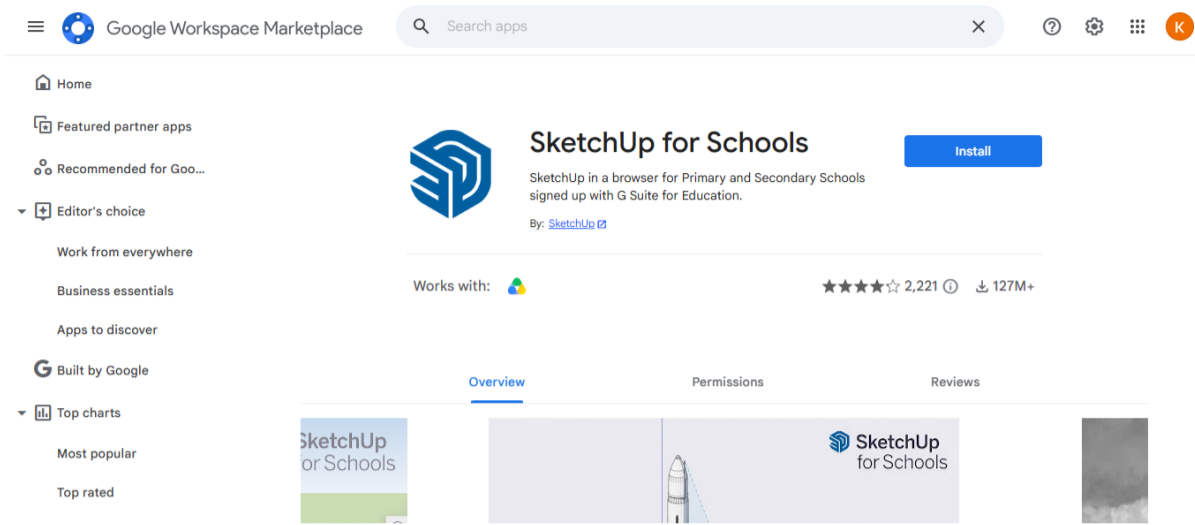 Google Workspace Marketplace
Search apps
K
Home
Featured partner apps
Recommended for Goo...
Editor's choice
Work from everywhere
Business essentials
Apps to discover
Built by Google
Top charts
Most popular
Top rated
SketchUp for Schools
Install
SketchUp in a browser for Primary and Secondary Schools
signed up with G Suite for Education.
By: SketchUp
Works with:
2,221
127M+
Overview
Permissions
Reviews
SketchUp
for Schools
SketchUp
for Schools